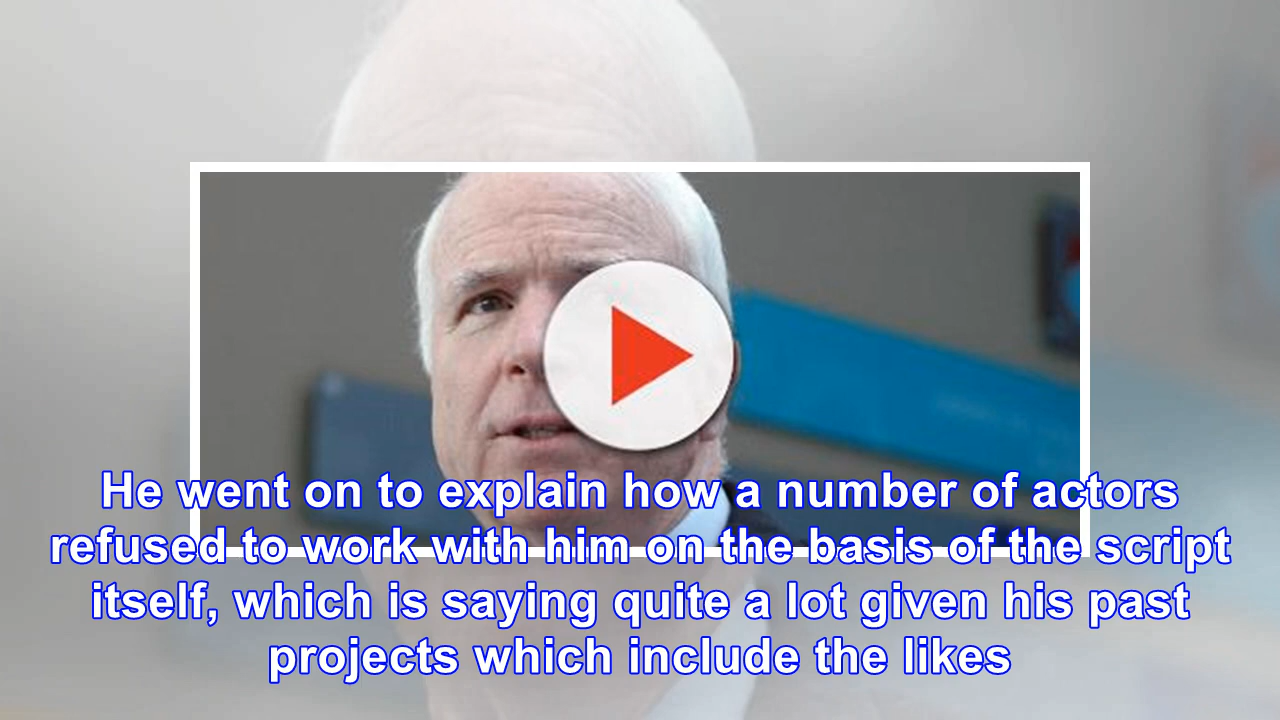 He went on to explain how a number of actors
refused to work with him on the basis of the script
itself, which is saying quite a lot given his past
projects which include the likes